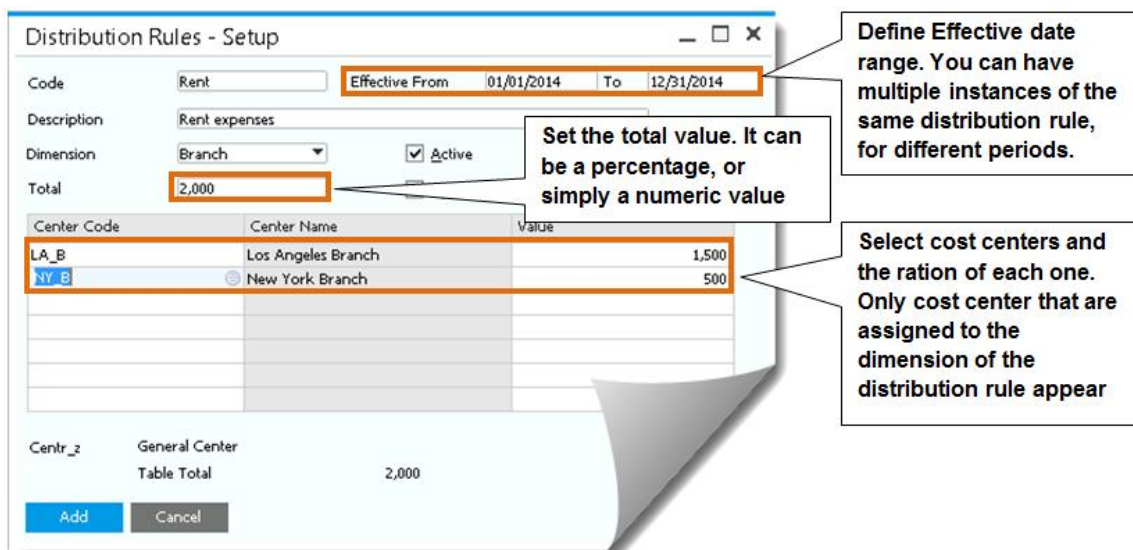 Distribution Rules - Setup
Code Rent Effective From 01/01/2014 To 12/31/2014
Description Rent expenses
Dimension Branch Active
Total 2,000
Center Code Center Name Value
LA_B Los Angeles Branch 1,500
NY_B New York Branch 500
Centr_z General Center
Table Total 2,000
Add Cancel
Define Effective date
range. You can have
multiple instances of the
same distribution rule,
for different periods.
Set the total value. It can
be a percentage, or
simply a numeric value
Select cost centers and
the ration of each one.
Only cost center that are
assigned to the
dimension of the
distribution rule appear